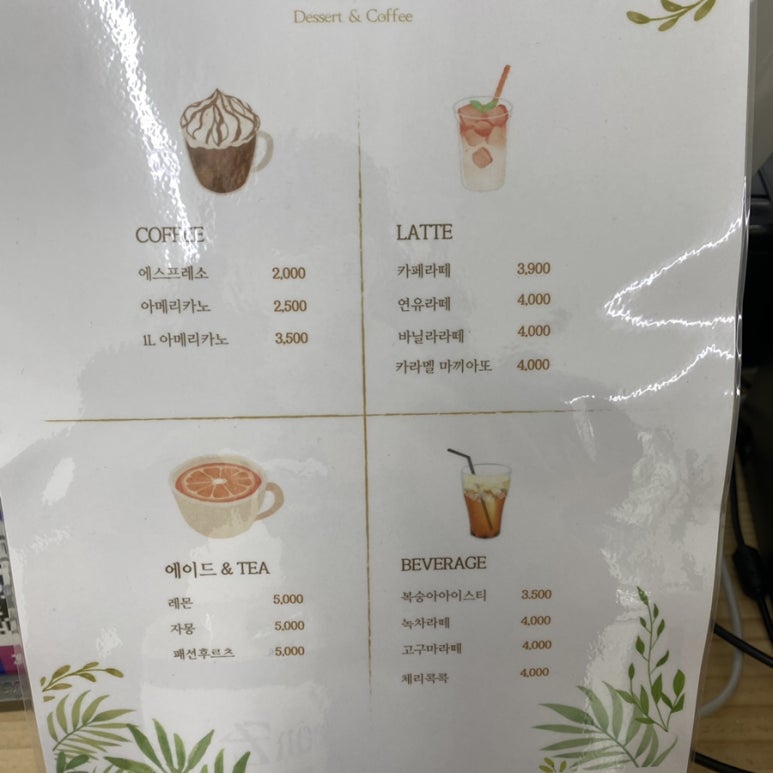 Dessert & Coffee
COFFEE
에스프레소 2,000
아메리카노 2,500
1L 아메리카노 3,500
LATTE
카페라떼 3,900
연유라떼 4,000
바닐라라떼 4,000
카라멜 마끼아또 4,000
에이드 & TEA
레몬 5,000
자몽 5,000
패션후르츠 5,000
BEVERAGE
복숭아아이스티 3.500
녹차라떼 4,000
고구마라떼 4,000
체리콕콕 4,000